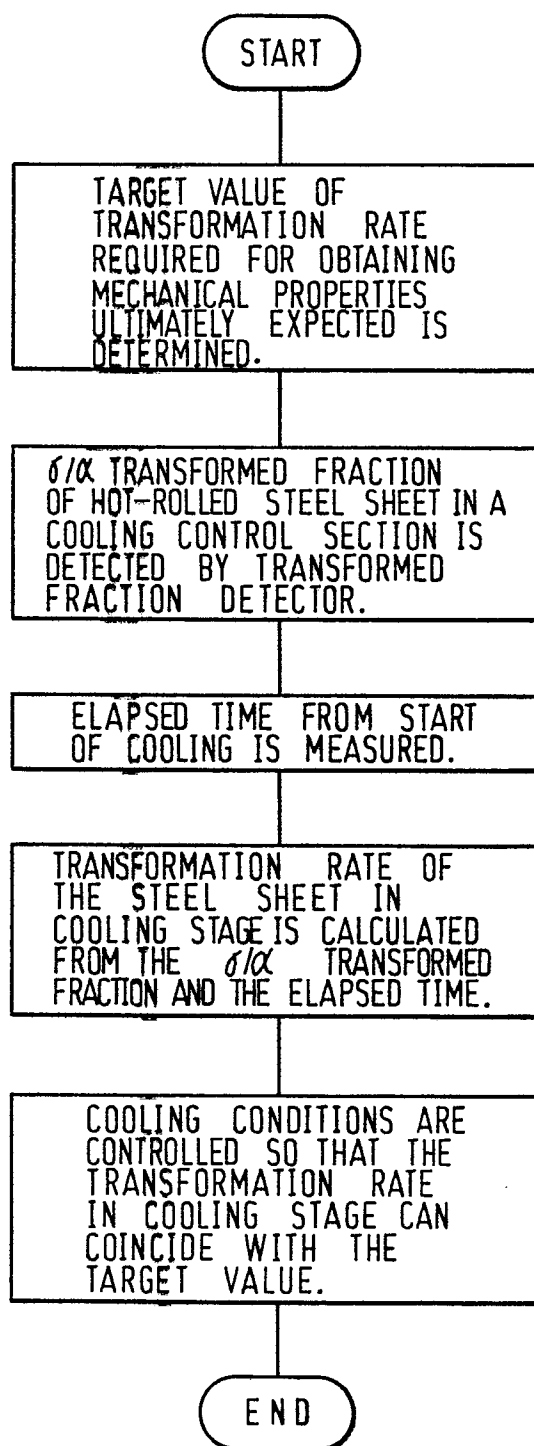 START
TARGET VALUE OF
TRANSFORMATION RATE
REQUIRED FOR OBTAINING
MECHANICAL PROPERTIES
ULTIMATELY EXPECTED IS
DETERMINED.
γ/α TRANSFORMED FRACTION
OF HOT-ROLLED STEEL SHEET IN A
COOLING CONTROL SECTION IS
DETECTED BY TRANSFORMED
FRACTION DETECTOR.
ELAPSED TIME FROM START
OF COOLING IS MEASURED.
TRANSFORMATION RATE OF
THE STEEL SHEET IN
COOLING STAGE IS CALCULATED
FROM THE γ/α TRANSFORMED
FRACTION AND THE ELAPSED TIME.
COOLING CONDITIONS ARE
CONTROLLED SO THAT THE
TRANSFORMATION RATE
IN COOLING STAGE CAN
COINCIDE WITH THE
TARGET VALUE.
END